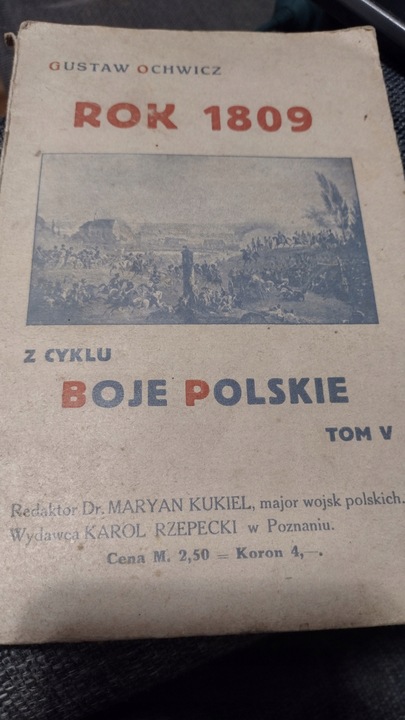 GUSTAW OCHWICZ
ROK 1809
Z CYKLU
BOJE POLSKIE
TOM V
Redaktor Dr. MARYAN KUKIEL, major wojsk polskich.
Wydawca KAROL RZEPECKI w Poznaniu.
Cena M. 2,50 = Koron 4,—.